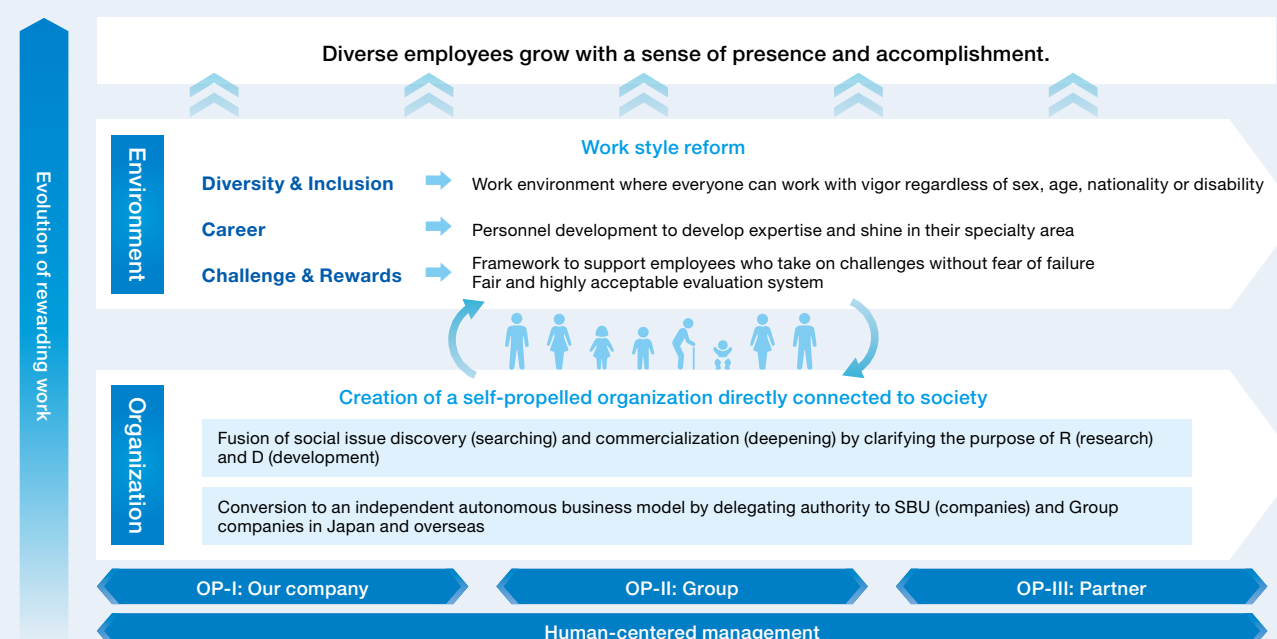 Diverse employees grow with a sense of presence and accomplishment.
Evolution of rewarding work
Environment
Work style reform
Diversity & Inclusion
Work environment where everyone can work with vigor regardless of sex, age, nationality or disability
Career
Personnel development to develop expertise and shine in their specialty area
Challenge & Rewards
Framework to support employees who take on challenges without fear of failure
Fair and highly acceptable evaluation system
Organization
Creation of a self-propelled organization directly connected to society
Fusion of social issue discovery (searching) and commercialization (deepening) by clarifying the purpose of R (research)
and D (development)
Conversion to an independent autonomous business model by delegating authority to SBU (companies) and Group
companies in Japan and overseas
OP-I: Our company
OP-II: Group
OP-III: Partner
Human-centered management